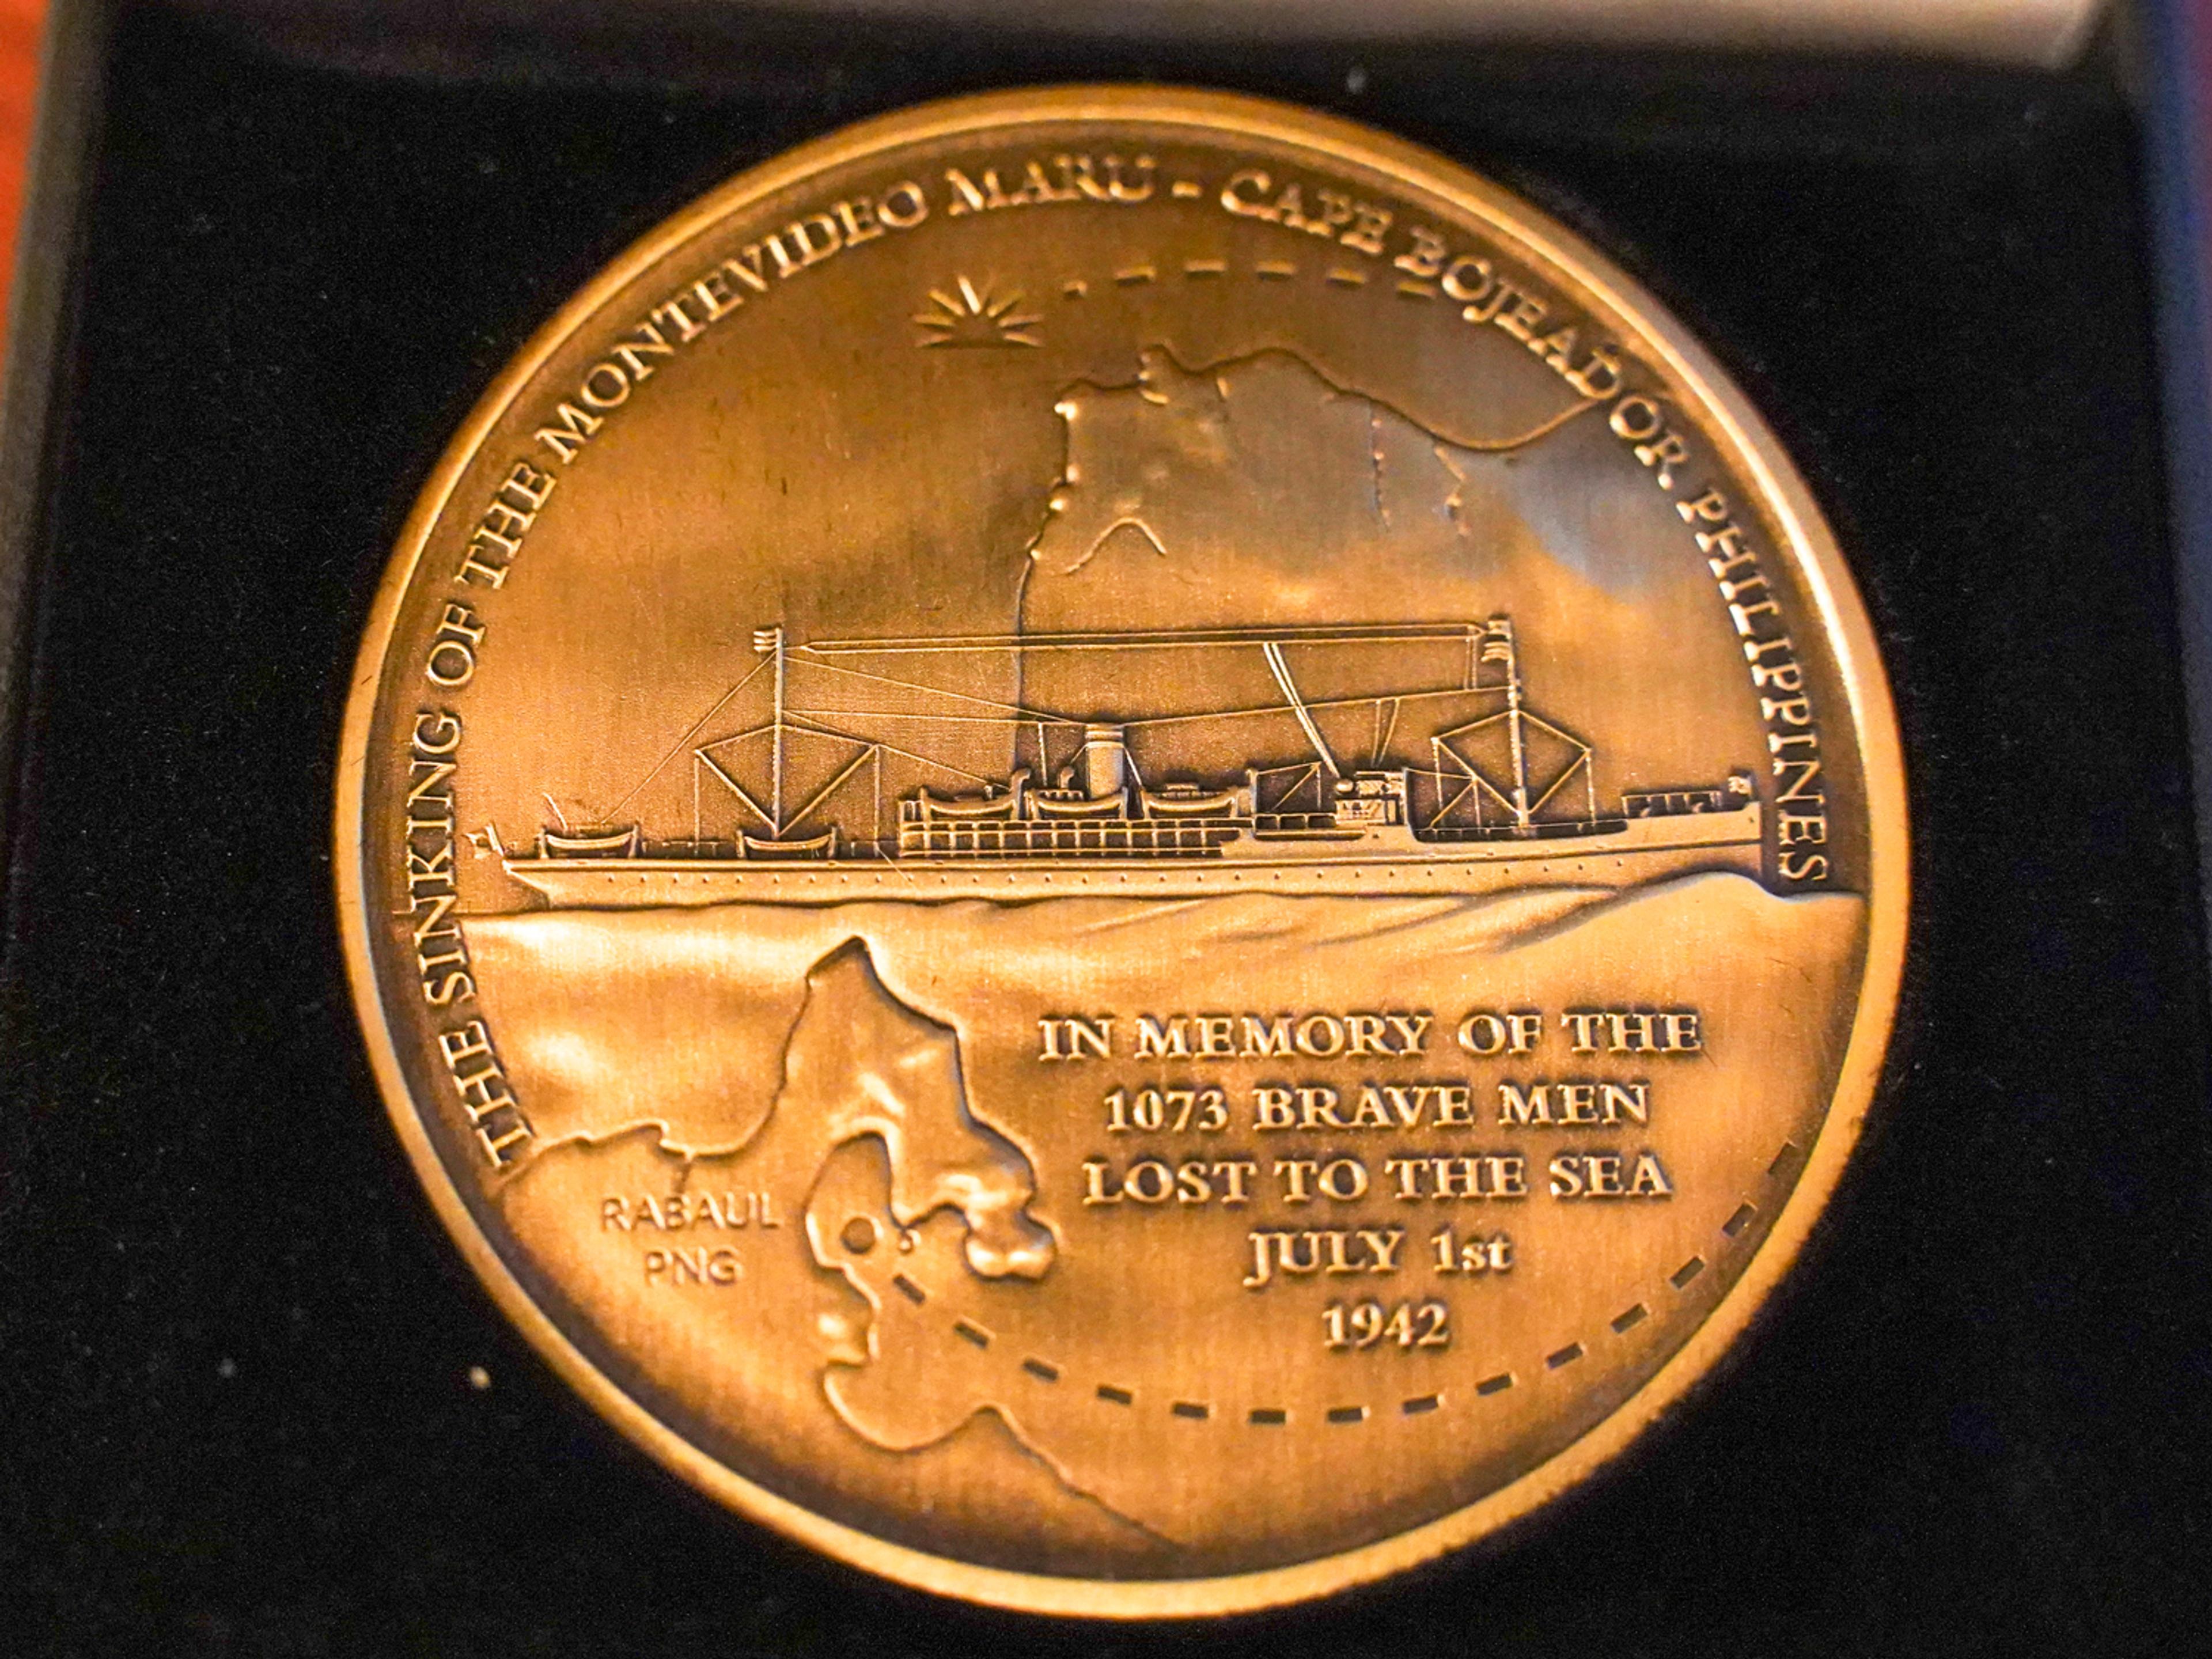 THE SINKING OF THE MONTEVIDEO MARU - CAPE BOJEADOR PHILIPPINES
IN MEMORY OF THE
1073 BRAVE MEN
LOST TO THE SEA
JULY 1st
1942
RABAUL
PNG